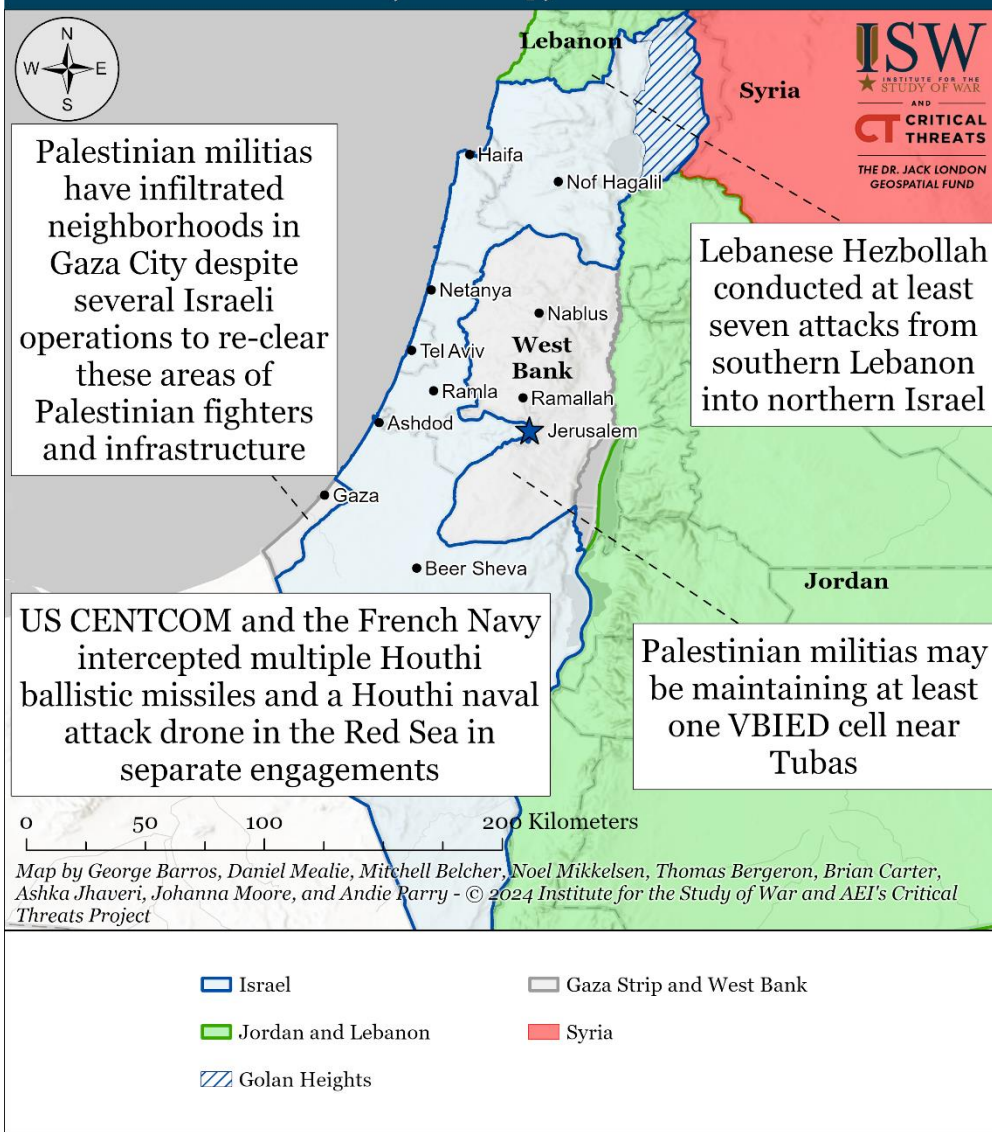 N
W E
S
Lebanon
Syria
ISW
INSTITUTE FOR THE
STUDY OF WAR
AND
CT CRITICAL
THREATS
THE DR. JACK LONDON
GEOSPATIAL FUND
Palestinian militias
have infiltrated
neighborhoods in
Gaza City despite
several Israeli
operations to re-clear
these areas of
Palestinian fighters
and infrastructure
Haifa
Nof Hagalil
Lebanese Hezbollah
conducted at least
seven attacks from
southern Lebanon
into northern Israel
Netanya
Nablus
West
Bank
Tel Aviv
Ramla
Ramallah
Ashdod
Jerusalem
Gaza
Beer Sheva
Jordan
US CENTCOM and the French Navy
intercepted multiple Houthi
ballistic missiles and a Houthi naval
attack drone in the Red Sea in
separate engagements
Palestinian militias may
be maintaining at least
one VBIED cell near
Tubas
0 50 100 200 Kilometers
Map by George Barros, Daniel Mealie, Mitchell Belcher, Noel Mikkelsen, Thomas Bergeron, Brian Carter,
Ashka Jhaveri, Johanna Moore, and Andie Parry - © 2024 Institute for the Study of War and AEI's Critical
Threats Project
Israel
Gaza Strip and West Bank
Jordan and Lebanon
Syria
Golan Heights